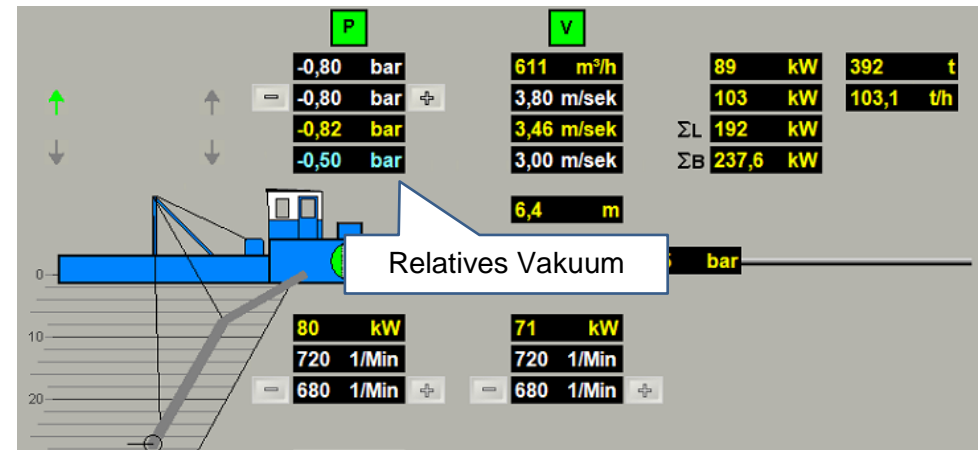 P V
-0,80 bar 611 m³/h 89 kW 392 t
-0,80 bar 3,80 m/sek 103 kW 103,1 t/h
-0,82 bar 3,46 m/sek ΣL 192 kW
-0,50 bar 3,00 m/sek ΣB 237,6 kW
6,4 m
Relatives Vakuum
bar
0
10
80 kW 71 kW
720 1/Min 720 1/Min
680 1/Min 680 1/Min
20